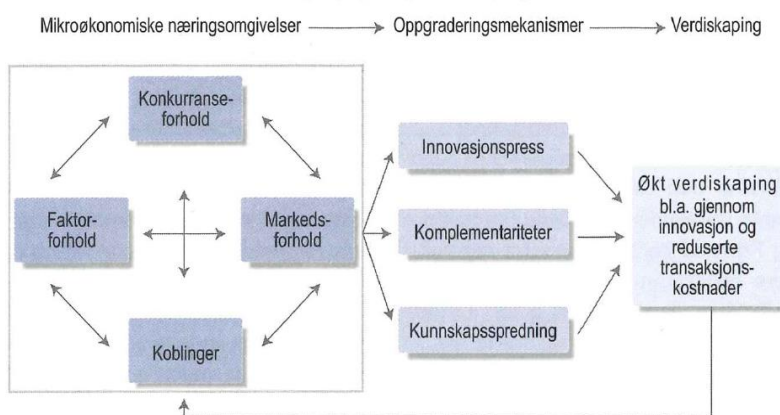 Mikroøkonomiske næringsomgivelser Oppgraderingsmekanismer Verdiskaping
Konkurranse-
forhold
Faktor-
forhold
Markeds-
forhold
Koblinger
Innovasjonspress
Komplementariteter
Kunnskapsspredning
Økt verdiskaping
bl.a. gjennom
innovasjon og
reduserte
transaksjons-
kostnader